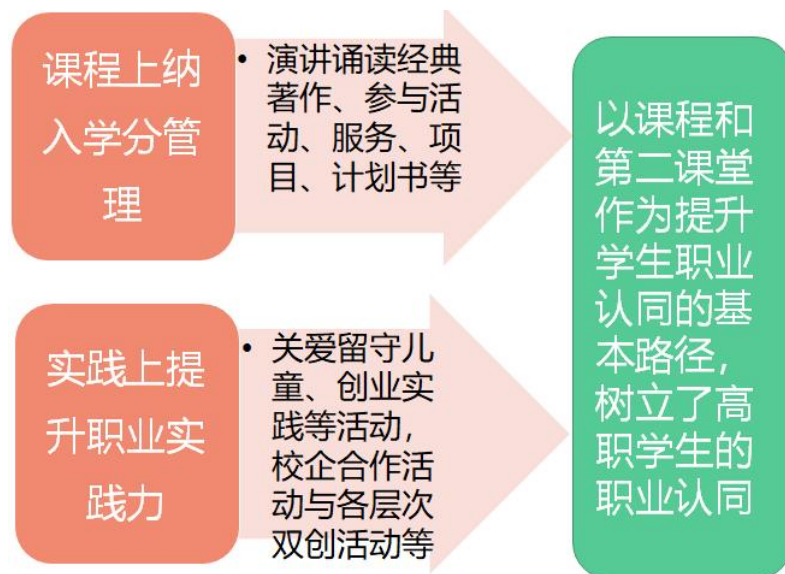 课程上纳
入学分管
理
• 演讲诵读经典
著作、参与活
动、服务、项
目、计划书等
实践上提
升职业实
践力
• 关爱留守儿
童、创业实
践等活动，
校企合作活
动与各层次
双创活动等
以课程和
第二课堂
作为提升
学生职业
认同的基
本路径，
树立了高
职学生的
职业认同